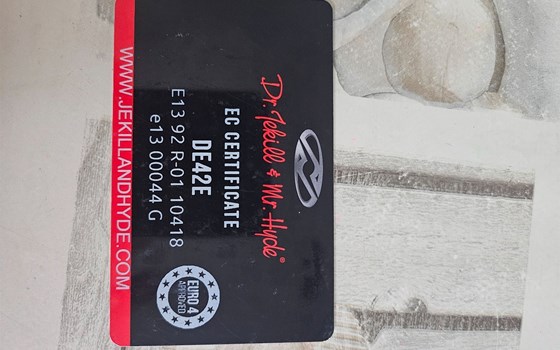 Dr. Jekill & Mr. Hyde®
EC CERTIFICATE
DE42E
E13 92 R-01 10418
e13 00044 G
EURO 4
APPROVED
WWW.JEKILLANDHYDE.COM